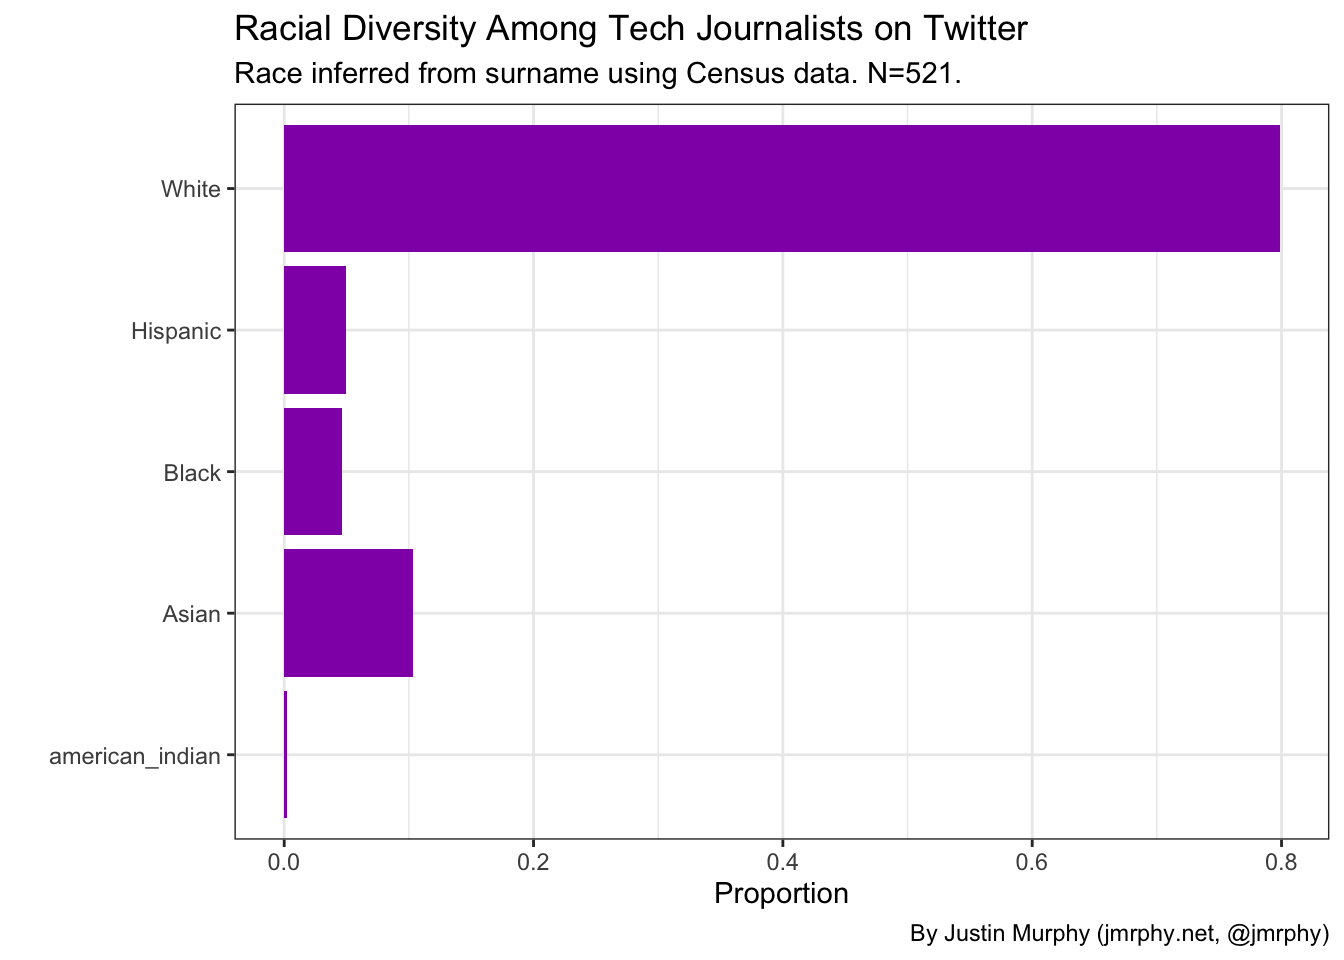 Racial Diversity Among Tech Journalists on Twitter
Race inferred from surname using Census data. N=521.
White
Hispanic
Black
Asian
american_indian
0.0 0.2 0.4 0.6 0.8
Proportion
By Justin Murphy (jmrphy.net, @jmrphy)